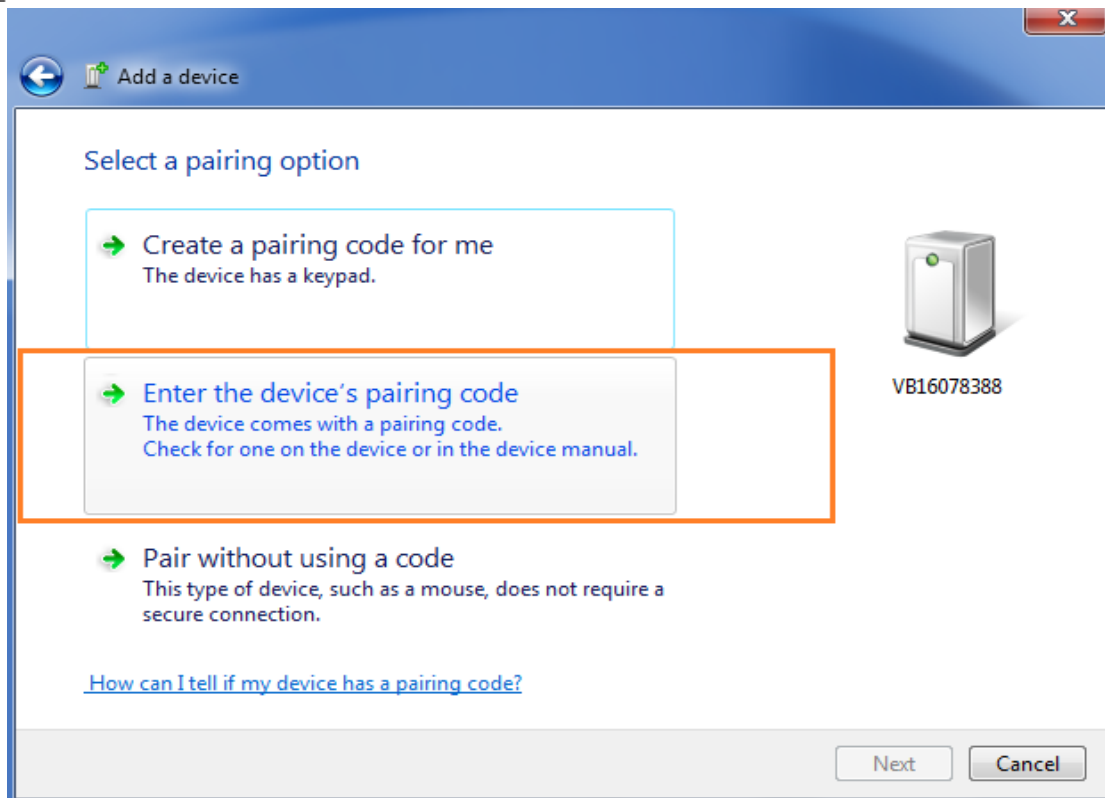 x
Add a device
Select a pairing option
Create a pairing code for me
The device has a keypad.
Enter the device's pairing code
The device comes with a pairing code.
Check for one on the device or in the device manual.
VB16078388
Pair without using a code
This type of device, such as a mouse, does not require a
secure connection.
How can I tell if my device has a pairing code?
Next
Cancel